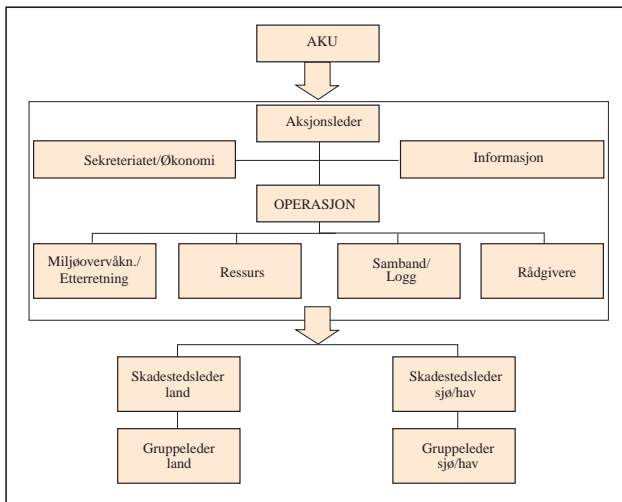 AKU
Aksjonsleder
Sekreteriatet/Økonomi
Informasjon
OPERASJON
Miljøovervåkn./
Etterretning
Ressurs
Samband/
Logg
Rådgivere
Skadestedsleder
land
Skadestedsleder
sjø/hav
Gruppeleder
land
Gruppeleder
sjø/hav